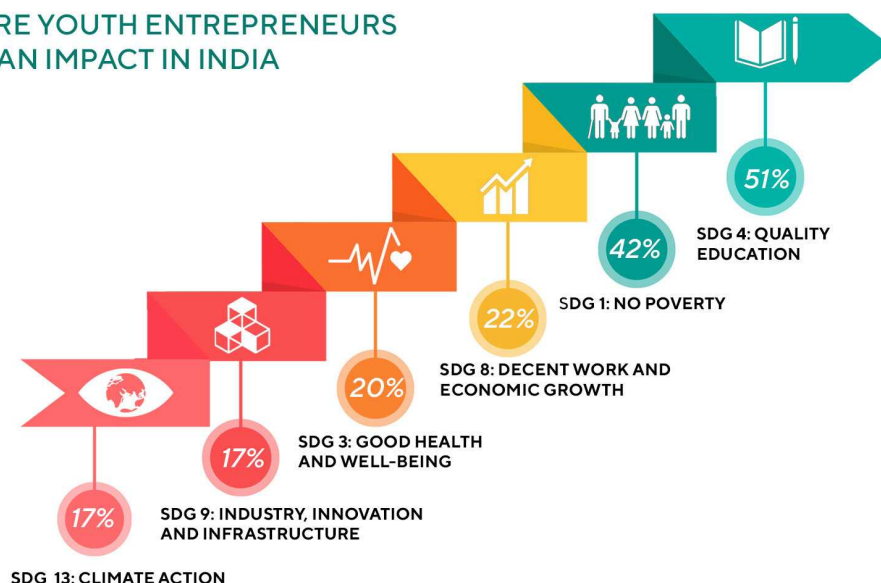 RE YOUTH ENTREPRENEURS
AN IMPACT IN INDIA
51%
SDG 4: QUALITY
EDUCATION
42%
SDG 1: NO POVERTY
22%
SDG 8: DECENT WORK AND
ECONOMIC GROWTH
20%
SDG 3: GOOD HEALTH
AND WELL-BEING
17%
SDG 9: INDUSTRY, INNOVATION
AND INFRASTRUCTURE
17%
SDG 13: CLIMATE ACTION